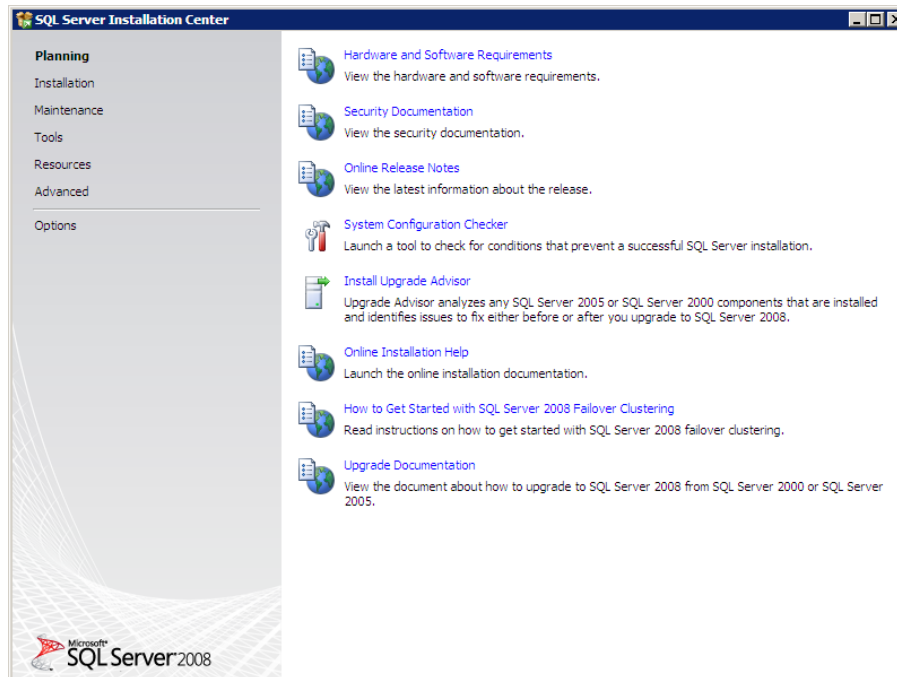 SQL Server Installation Center
Planning
Installation
Maintenance
Tools
Resources
Advanced
Options
Hardware and Software Requirements
View the hardware and software requirements.
Security Documentation
View the security documentation.
Online Release Notes
View the latest information about the release.
System Configuration Checker
Launch a tool to check for conditions that prevent a successful SQL Server installation.
Install Upgrade Advisor
Upgrade Advisor analyzes any SQL Server 2005 or SQL Server 2000 components that are installed
and identifies issues to fix either before or after you upgrade to SQL Server 2008.
Online Installation Help
Launch the online installation documentation.
How to Get Started with SQL Server 2008 Failover Clustering
Read instructions on how to get started with SQL Server 2008 failover clustering.
Upgrade Documentation
View the document about how to upgrade to SQL Server 2008 from SQL Server 2000 or SQL Server
2005.
Microsoft
SQL Server 2008